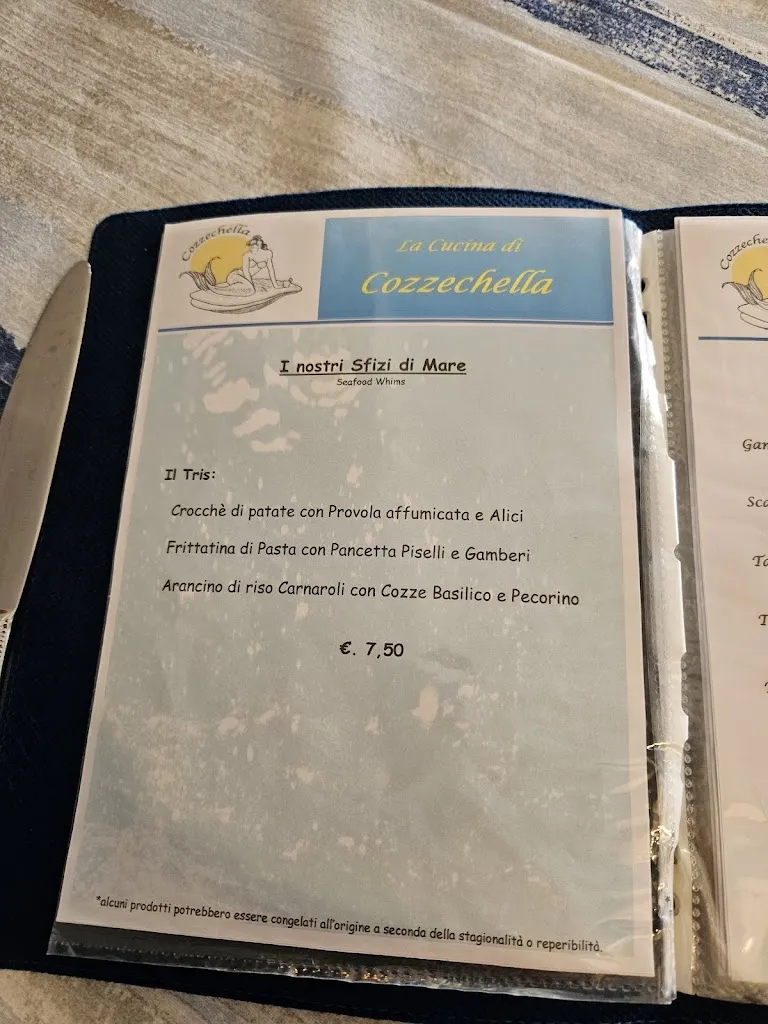 Cozzechella
La Cucina di
Cozzechella
I nostri Sfizi di Mare
Seafood Whims
Il Tris:
Crocchè di patate con Provola affumicata e Alici
Frittatina di Pasta con Pancetta Piselli e Gamberi
Arancino di riso Carnaroli con Cozze Basilico e Pecorino
€. 7,50
*alcuni prodotti potrebbero essere congelati all'origine a seconda della stagionalità o reperibilità.